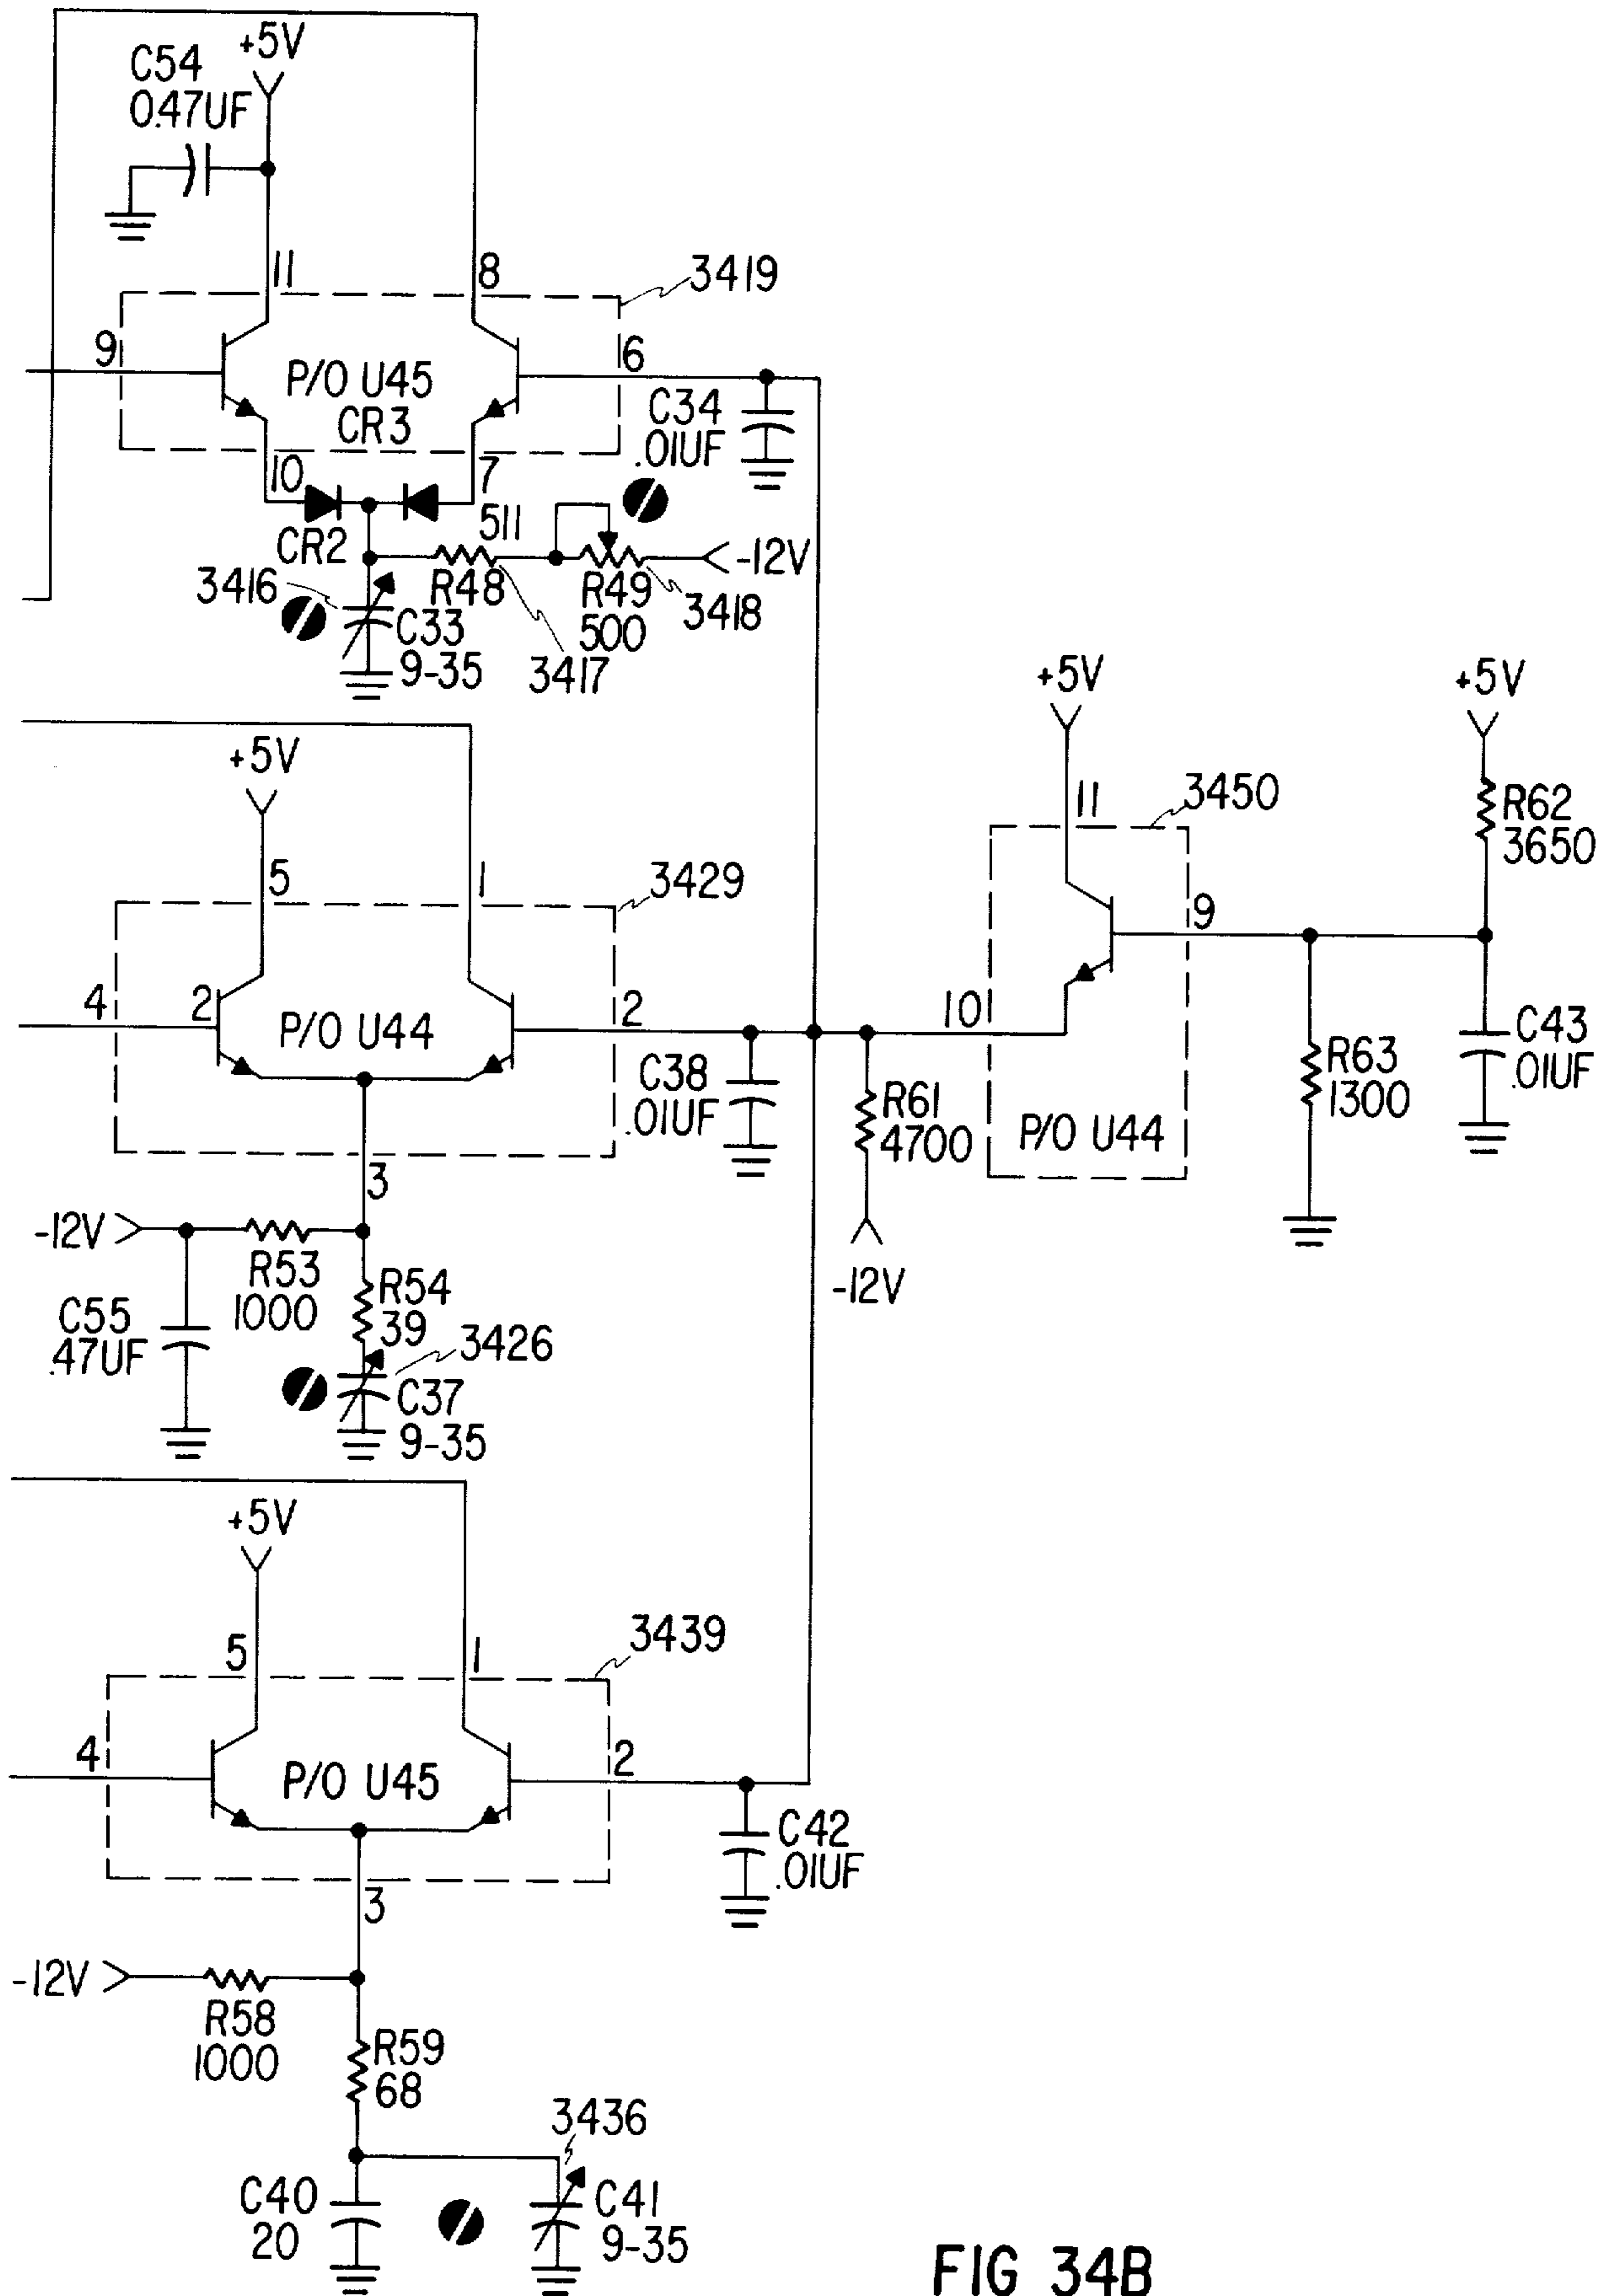 +5V
C54
0.47UF
11
8
3419
9
P/O U45
CR3
6
C34
.01UF
10
7
511
CR2
-12V
3416
R48
R49
500
3418
C33
9-35
3417
+5V
+5V
+5V
11
3450
R62
3650
5
1
3429
9
4
2
P/O U44
2
10
C38
.01UF
R61
4700
P/O U44
R63
1300
C43
.01UF
3
-12V
R53
1000
R54
39
-12V
C55
.47UF
3426
C37
9-35
+5V
3439
5
1
4
P/O U45
2
C42
.01UF
3
-12V
R58
1000
R59
68
3436
C40
20
C41
9-35
FIG 34B